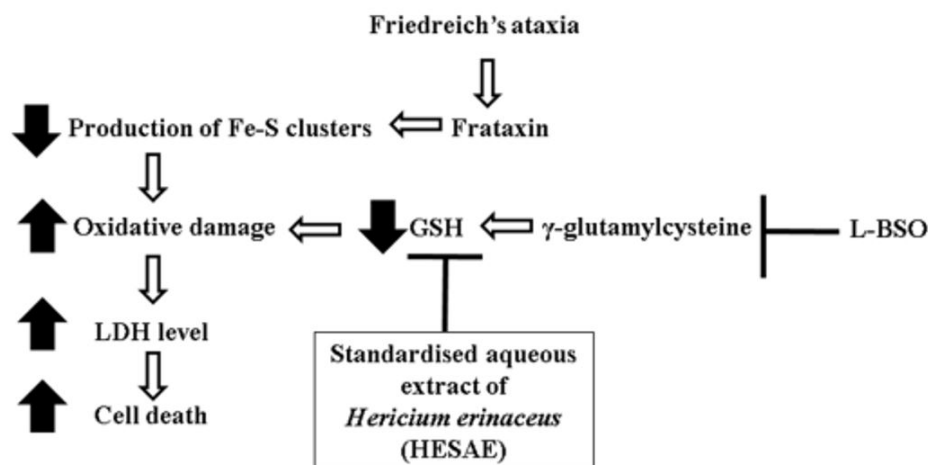 Friedreich's ataxia
Production of Fe-S clusters
Frataxin
Oxidative damage
GSH
γ-glutamylcysteine
L-BSO
LDH level
Standardised aqueous
extract of
Hericium erinaceus
(HESAE)
Cell death